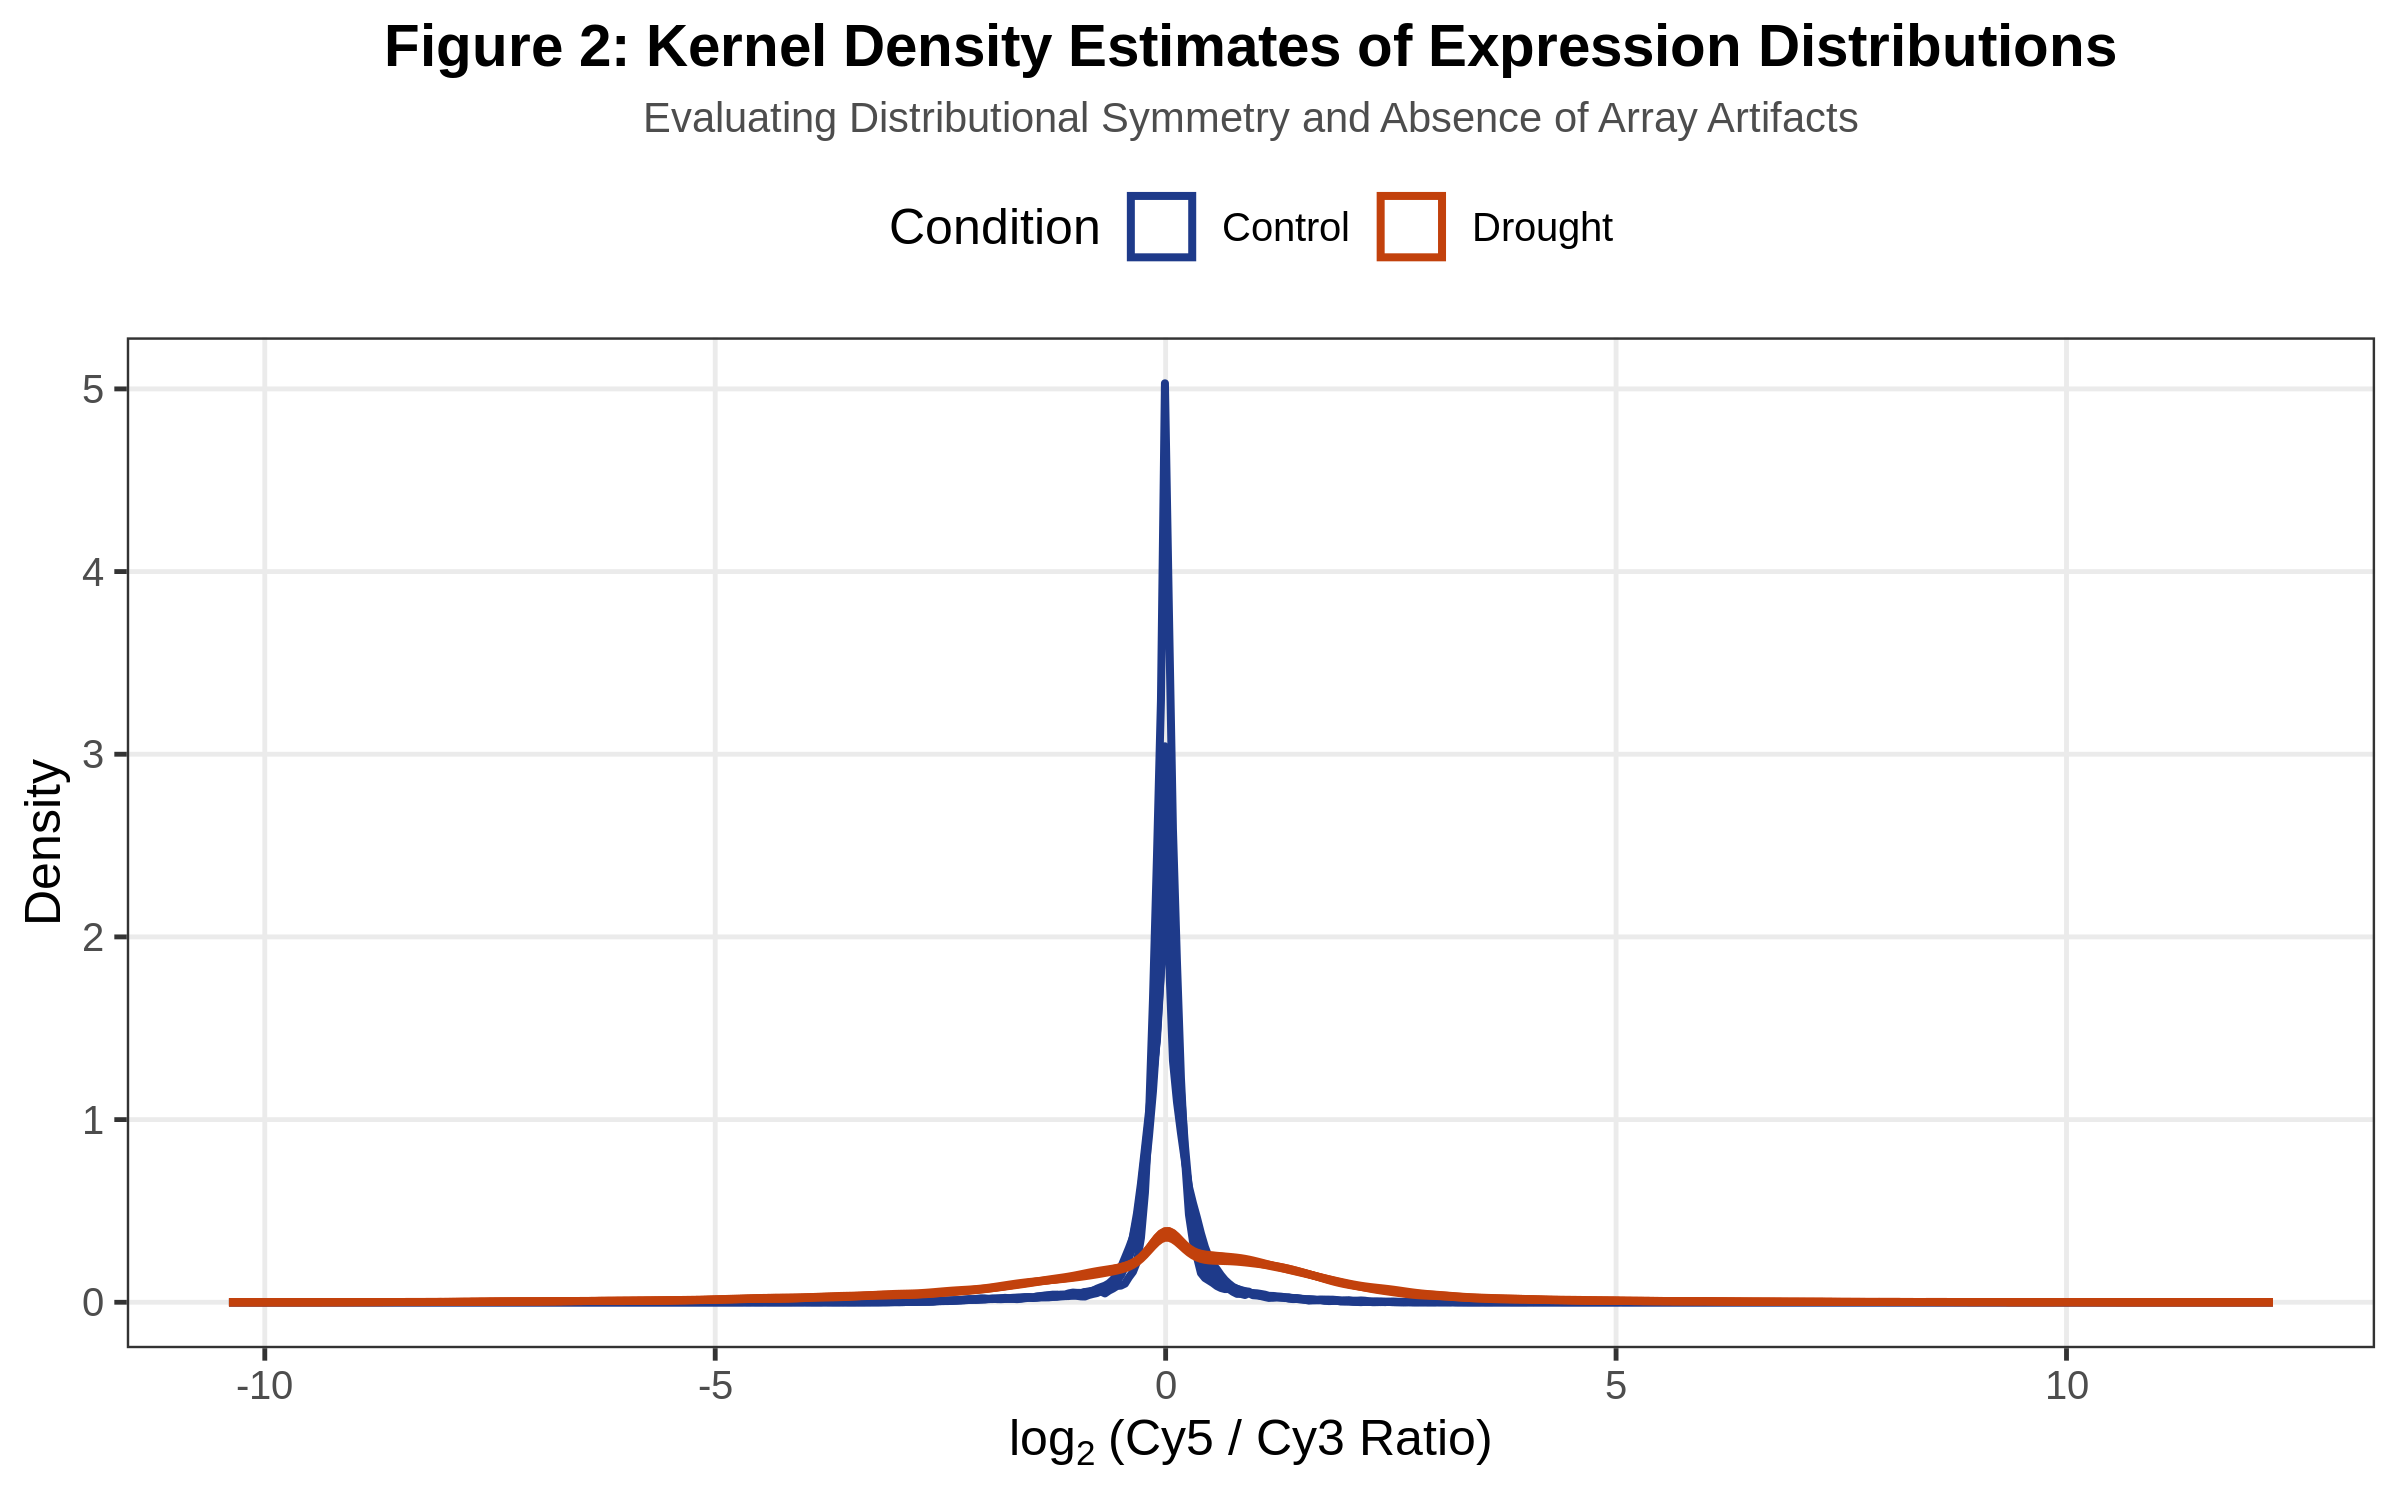 Figure 2: Kernel Density Estimates of Expression Distributions
Evaluating Distributional Symmetry and Absence of Array Artifacts
Condition Control Drought
5
4
3
2
1
0
Density
-10 -5 0 5 10
log₂ (Cy5 / Cy3 Ratio)